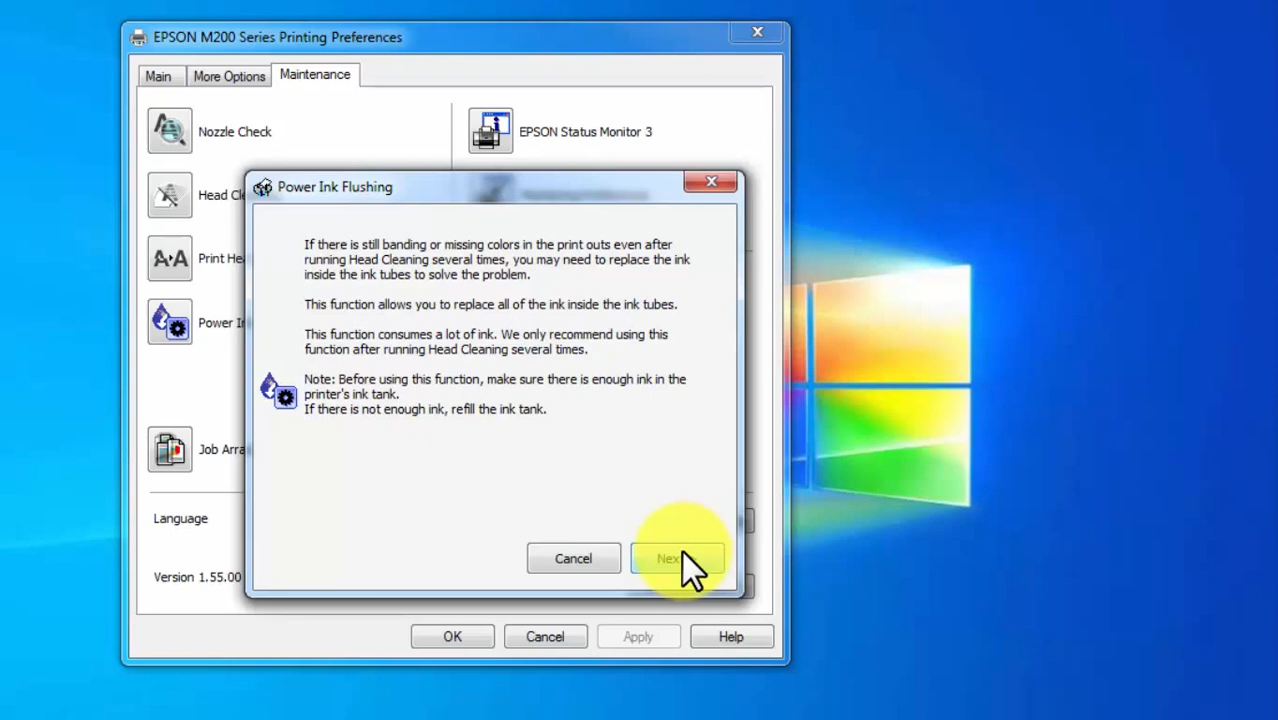 EPSON M200 Series Printing Preferences
Main
More Options
Maintenance
Nozzle Check
EPSON Status Monitor 3
Head
Power Ink Flushing
If there is still banding or missing colors in the print outs even after
running Head Cleaning several times, you may need to replace the ink
inside the ink tubes to solve the problem.
This function allows you to replace all of the ink inside the ink tubes.
This function consumes a lot of ink. We only recommend using this
function after running Head Cleaning several times.
Note: Before using this function, make sure there is enough ink in the
printer's ink tank.
If there is not enough ink, refill the ink tank.
Print
Power
Job
Language
Version 1.55.00
Cancel
OK
Cancel
Apply
Help